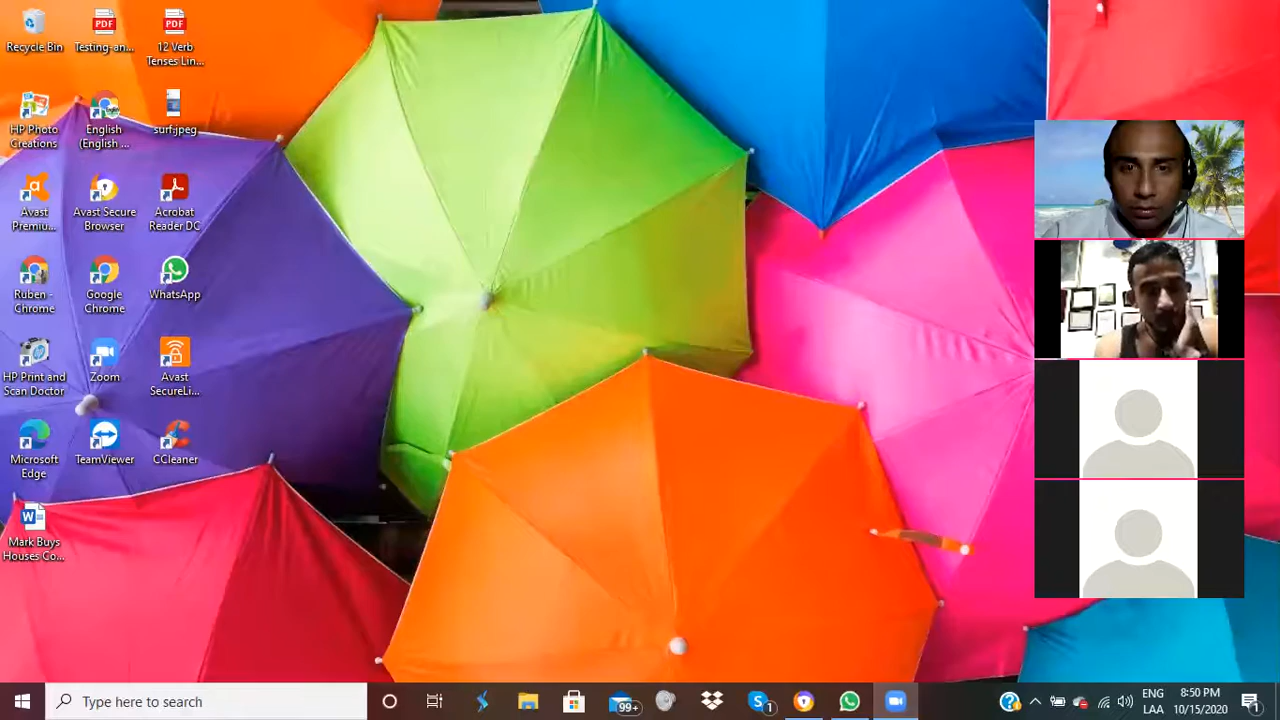 Recycle Bin
Testing-an...
12 Verb
Tenses Lin...
HP Photo
Creations
English
(English ...
surf.jpeg
Avast
Premiu...
Avast Secure
Browser
Acrobat
Reader DC
Ruben -
Chrome
Google
Chrome
WhatsApp
HP Print and
Scan Doctor
Zoom
Avast
SecureLi...
Microsoft
Edge
TeamViewer
CCleaner
Mark Buys
Houses Co...
Type here to search
99+
1
ENG
LAA
8:50 PM
10/15/2020
1